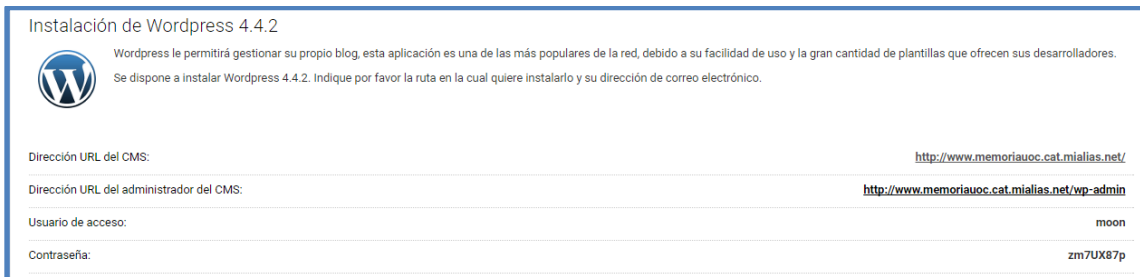 Instalación de Wordpress 4.4.2
Wordpress le permitirá gestionar su propio blog, esta aplicación es una de las más populares de la red, debido a su facilidad de uso y la gran cantidad de plantillas que ofrecen sus desarrolladores.
Se dispone a instalar Wordpress 4.4.2. Indique por favor la ruta en la cual quiere instalarlo y su dirección de correo electrónico.
Dirección URL del CMS: http://www.memoriauoc.cat.mialias.net/
Dirección URL del administrador del CMS: http://www.memoriauoc.cat.mialias.net/wp-admin
Usuario de acceso: moon
Contraseña: zm7UX87p